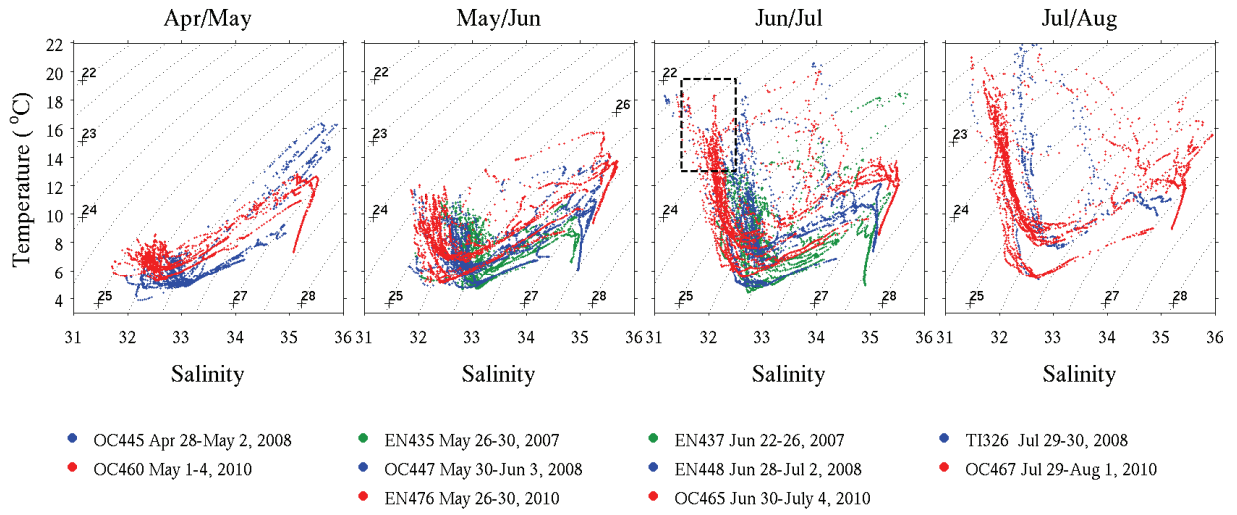 Apr/May May/Jun Jun/Jul Jul/Aug
Temperature ( °C)
22 20 18 16 14 12 10 8 6 4
22 23 24 25 27 28
26 23 24 25 27 28
22 23 24 25 27 28
23 24 25 27 28
31 32 33 34 35 36 31 32 33 34 35 36 31 32 33 34 35 36 31 32 33 34 35 36
Salinity Salinity Salinity Salinity
OC445 Apr 28-May 2, 2008
OC460 May 1-4, 2010
EN435 May 26-30, 2007
OC447 May 30-Jun 3, 2008
EN476 May 26-30, 2010
EN437 Jun 22-26, 2007
EN448 Jun 28-Jul 2, 2008
OC465 Jun 30-July 4, 2010
TI326 Jul 29-30, 2008
OC467 Jul 29-Aug 1, 2010